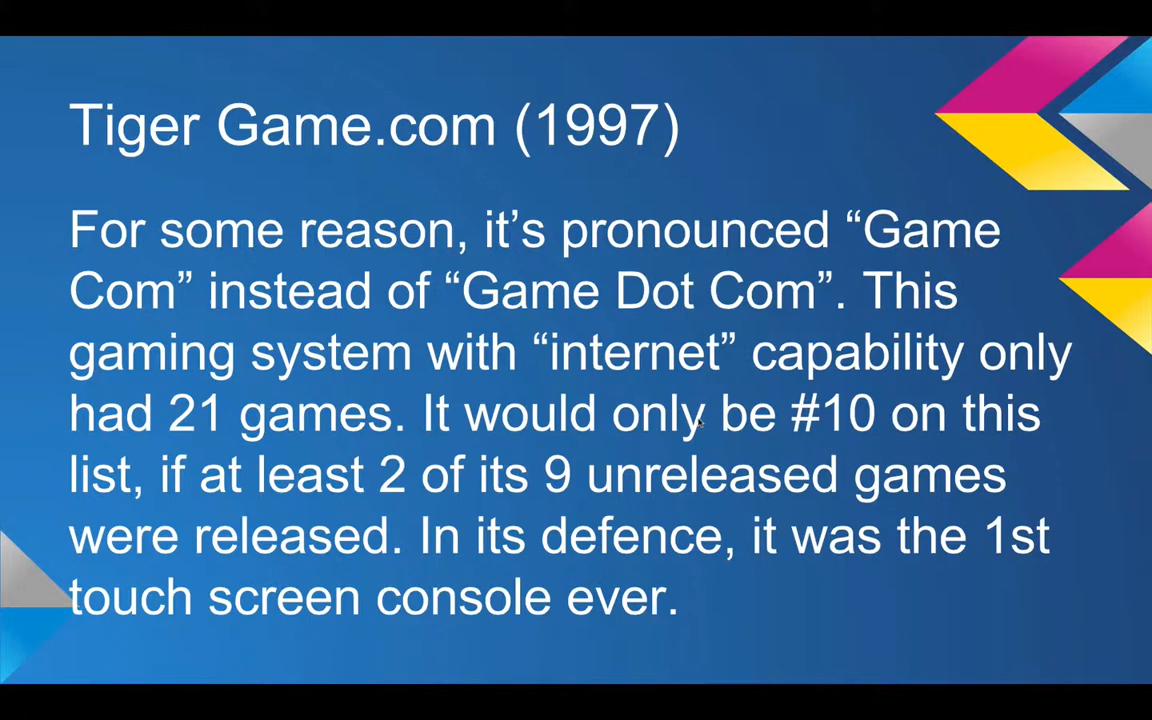 Tiger Game.com (1997)
For some reason, it’s pronounced “Game
Com” instead of “Game Dot Com”. This
gaming system with “internet” capability only
had 21 games. It would only be #10 on this
list, if at least 2 of its 9 unreleased games
were released. In its defence, it was the 1st
touch screen console ever.